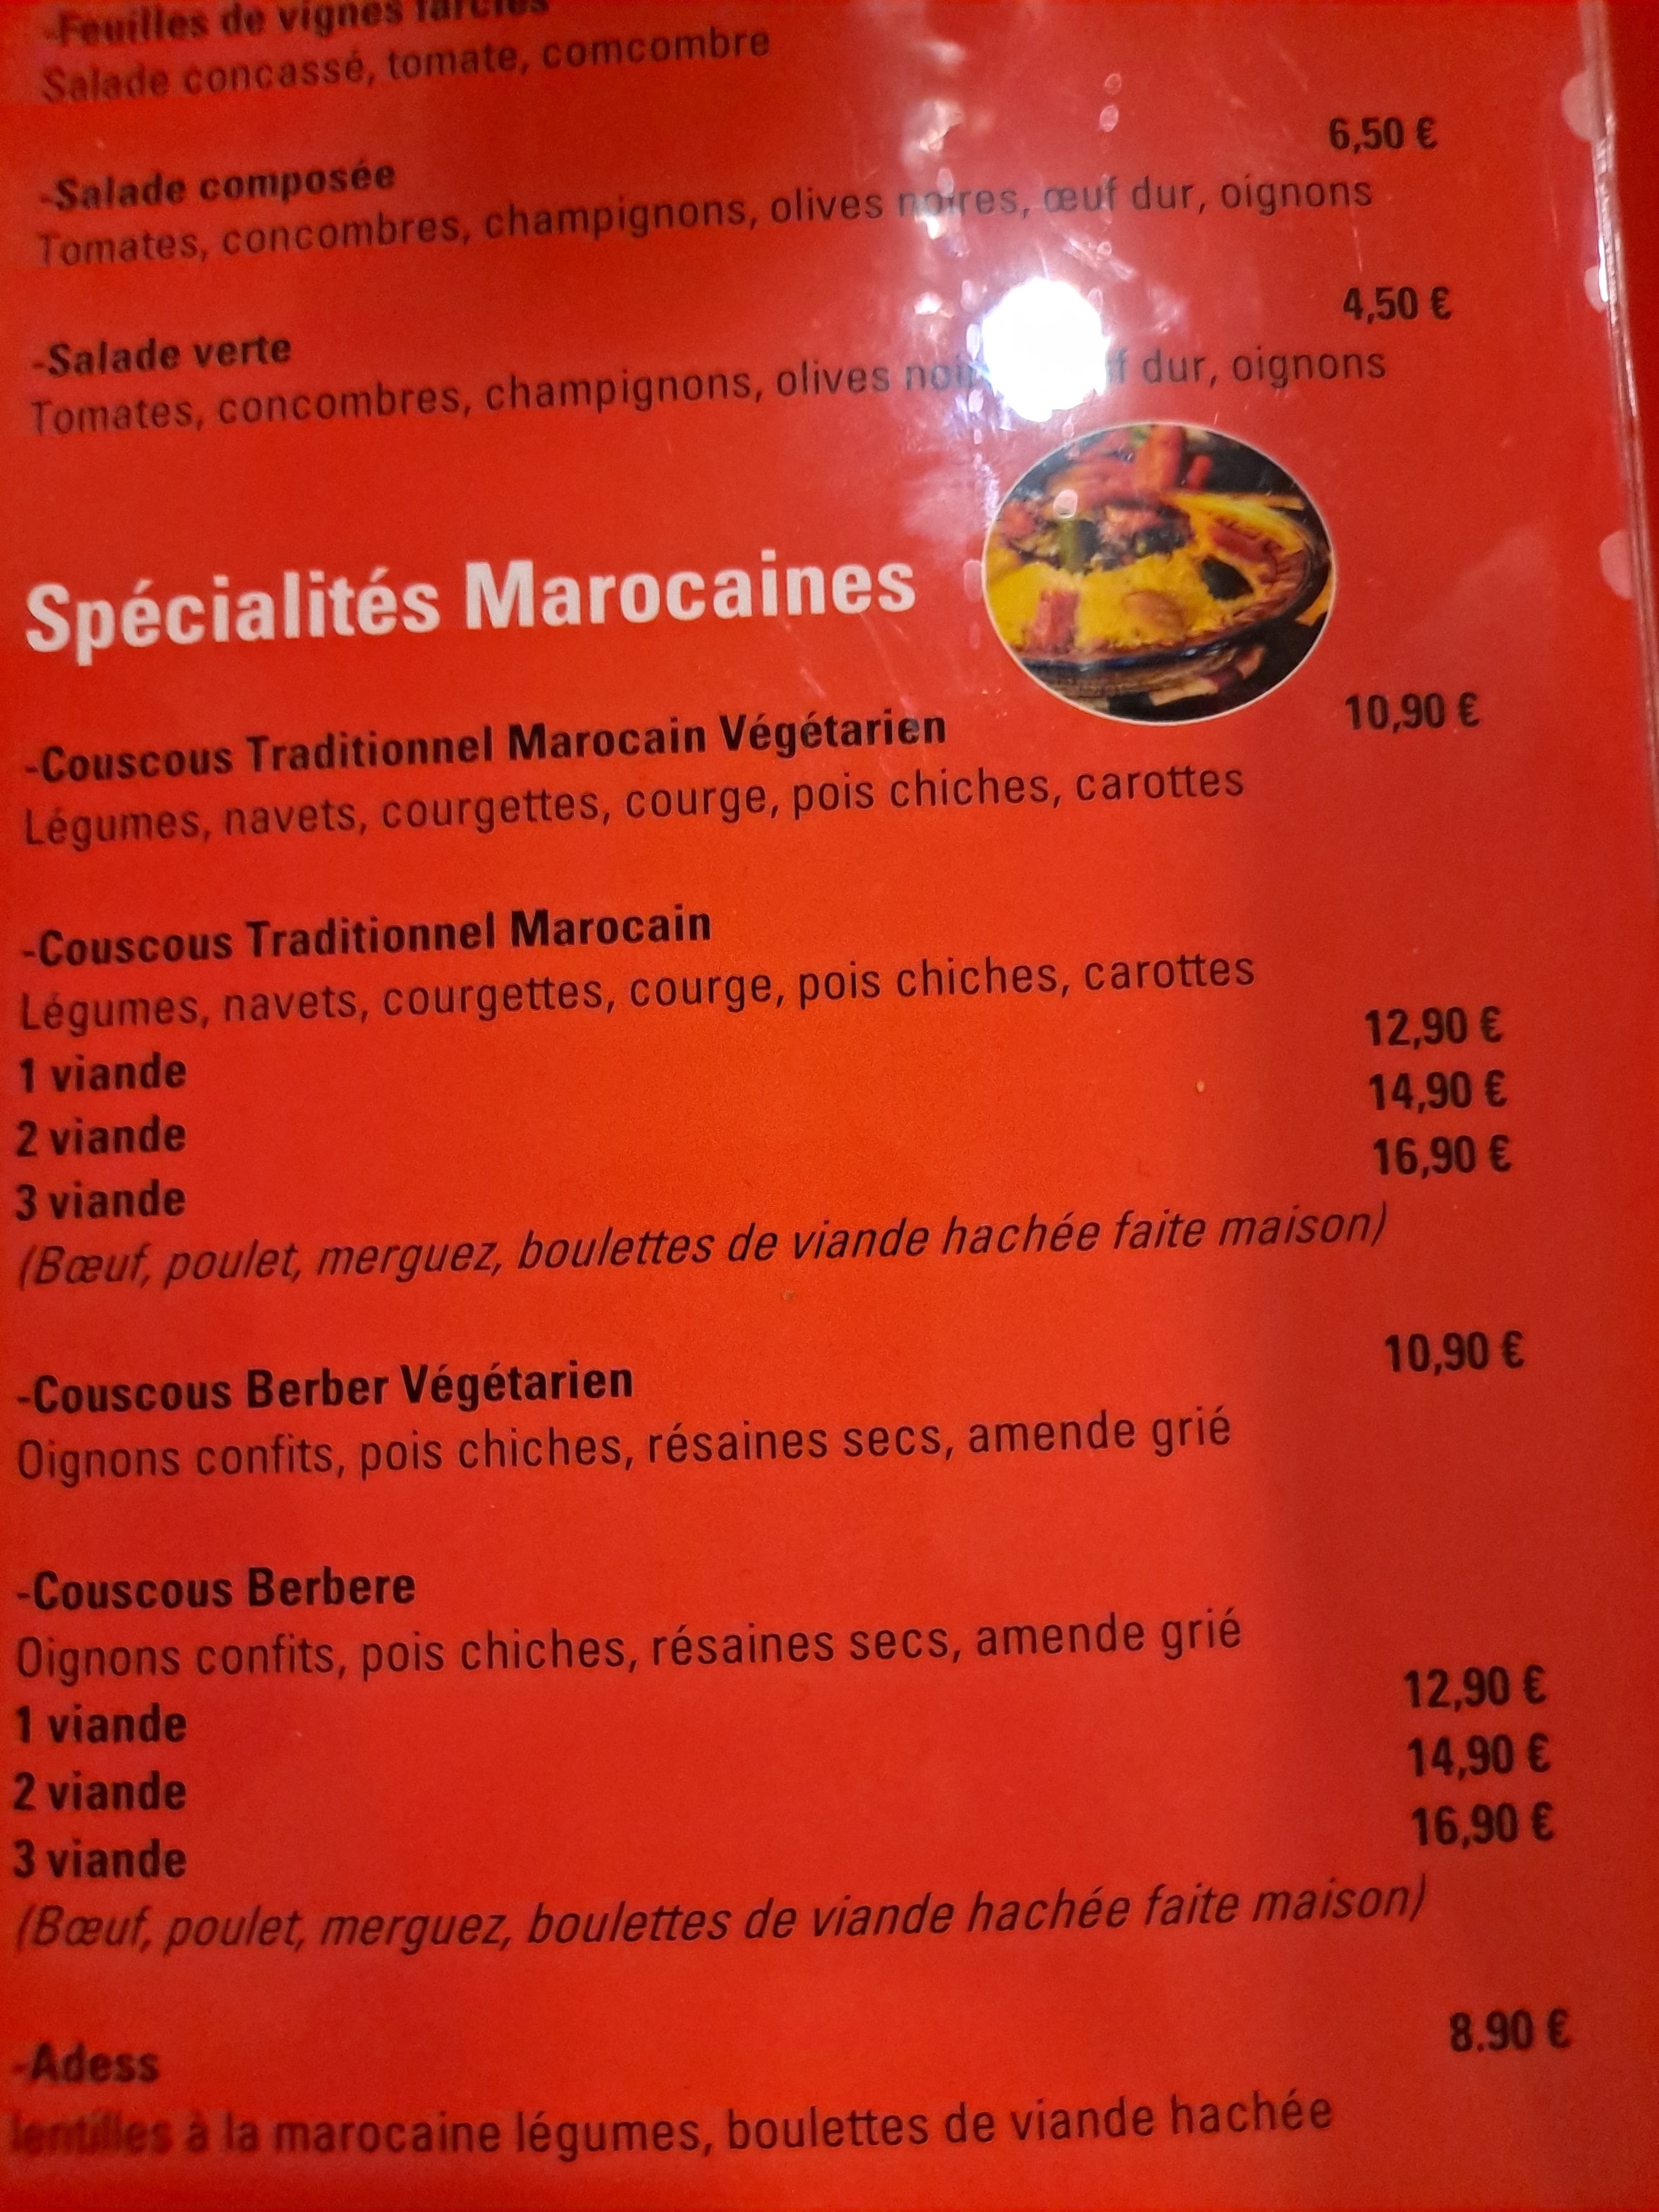 -Feuilles de vignes farcies
Salade concassé, tomate, comcombre
-Salade composée 6,50 €
Tomates, concombres, champignons, olives noires, œuf dur, oignons
-Salade verte 4,50 €
Tomates, concombres, champignons, olives dur, oignons
Spécialités Marocaines
-Couscous Traditionnel Marocain Végétarien 10,90 €
Légumes, navets, courgettes, courge, pois chiches, carottes
-Couscous Traditionnel Marocain
Légumes, navets, courgettes, courge, pois chiches, carottes
1 viande 12,90 €
2 viande 14,90 €
3 viande 16,90 €
(Bœuf, poulet, merguez, boulettes de viande hachée faite maison)
-Couscous Berber Végétarien 10,90 €
Oignons confits, pois chiches, résaines secs, amende grié
-Couscous Berbere
Oignons confits, pois chiches, résaines secs, amende grié
1 viande 12,90 €
2 viande 14,90 €
3 viande 16,90 €
(Bœuf, poulet, merguez, boulettes de viande hachée faite maison)
-Adess 8.90 €
lentilles à la marocaine légumes, boulettes de viande hachée